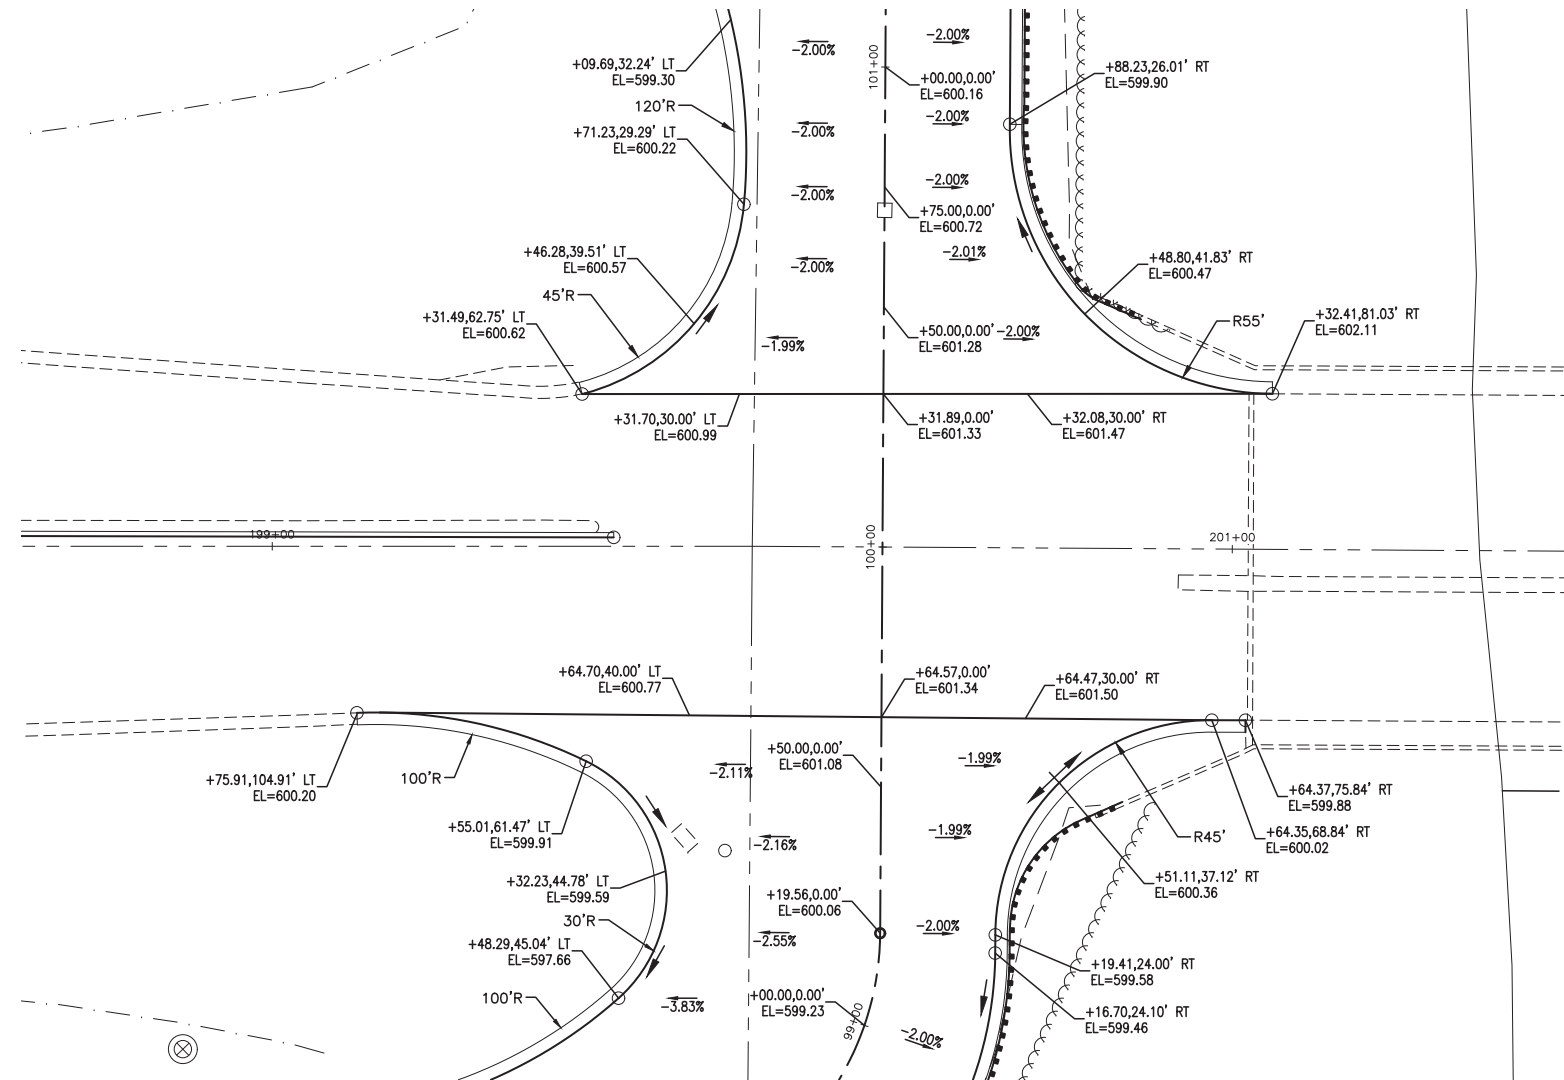 -2.00%
-2.00%
101+00
+09.69,32.24' LT
EL=599.30
+00.00,0.00'
EL=600.16
+88.23,26.01' RT
EL=599.90
120'R
+71.23,29.29' LT
EL=600.22
-2.00%
-2.00%
-2.00%
-2.00%
+75.00,0.00'
EL=600.72
+46.28,39.51' LT
EL=600.57
-2.00%
-2.01%
+48.80,41.83' RT
EL=600.47
45'R
+31.49,62.75' LT
EL=600.62
-1.99%
+50.00,0.00'
EL=601.28
-2.00%
R55'
+32.41,81.03' RT
EL=602.11
+31.70,30.00' LT
EL=600.99
+31.89,0.00'
EL=601.33
+32.08,30.00' RT
EL=601.47
199+00
100+00
201+00
+64.70,40.00' LT
EL=600.77
+64.57,0.00'
EL=601.34
+64.47,30.00' RT
EL=601.50
+75.91,104.91' LT
EL=600.20
100'R
-2.11%
+50.00,0.00'
EL=601.08
-1.99%
+64.37,75.84' RT
EL=599.88
+55.01,61.47' LT
EL=599.91
-2.16%
-1.99%
R45'
+64.35,68.84' RT
EL=600.02
+32.23,44.78' LT
EL=599.59
+19.56,0.00'
EL=600.06
+51.11,37.12' RT
EL=600.36
30'R
-2.55%
-2.00%
+48.29,45.04' LT
EL=597.66
+19.41,24.00' RT
EL=599.58
100'R
-3.83%
+00.00,0.00'
EL=599.23
99+00
-2.00%
+16.70,24.10' RT
EL=599.46